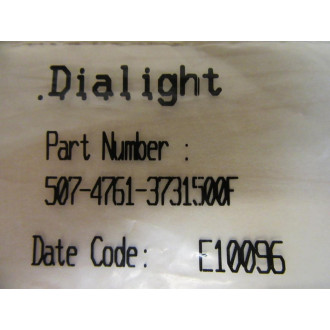 Dialight
Part Number :
507-4761-3731500F
Date Code: E10096